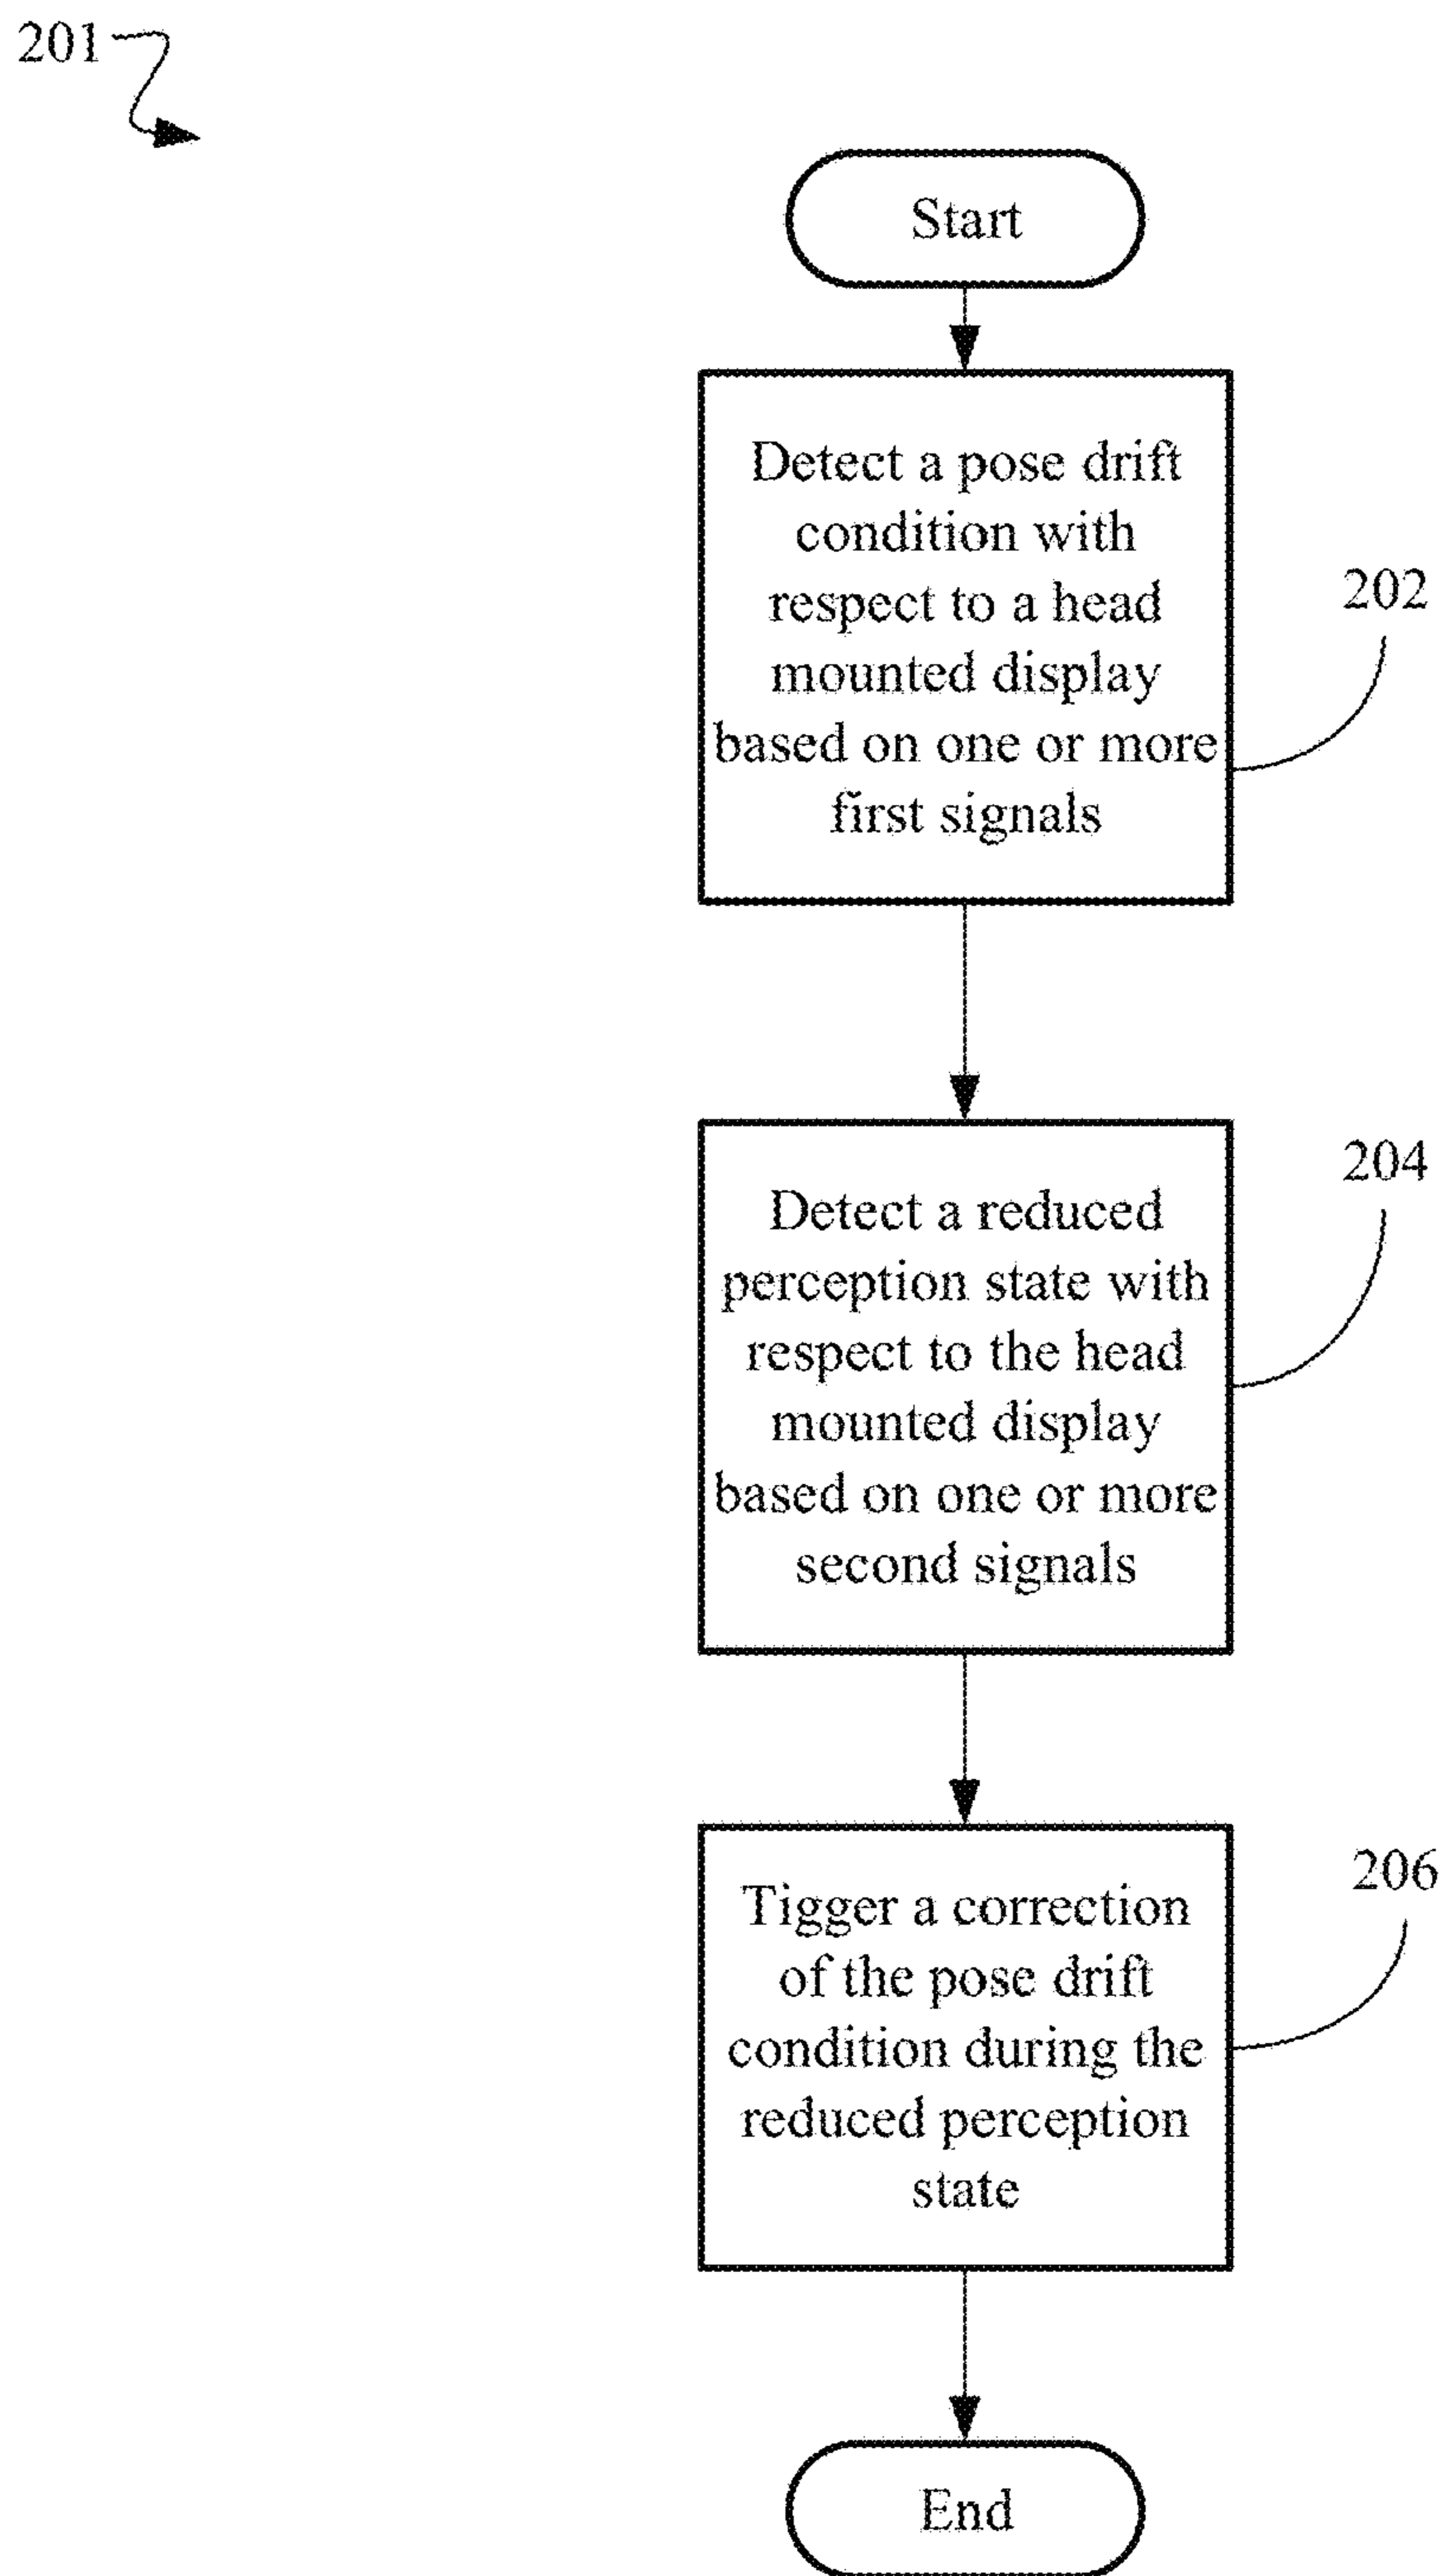 201
Start
Detect a pose drift
condition with
respect to a head
mounted display
based on one or more
first signals
202
Detect a reduced
perception state with
respect to the head
mounted display
based on one or more
second signals
204
Tigger a correction
of the pose drift
condition during the
reduced perception
state
206
End